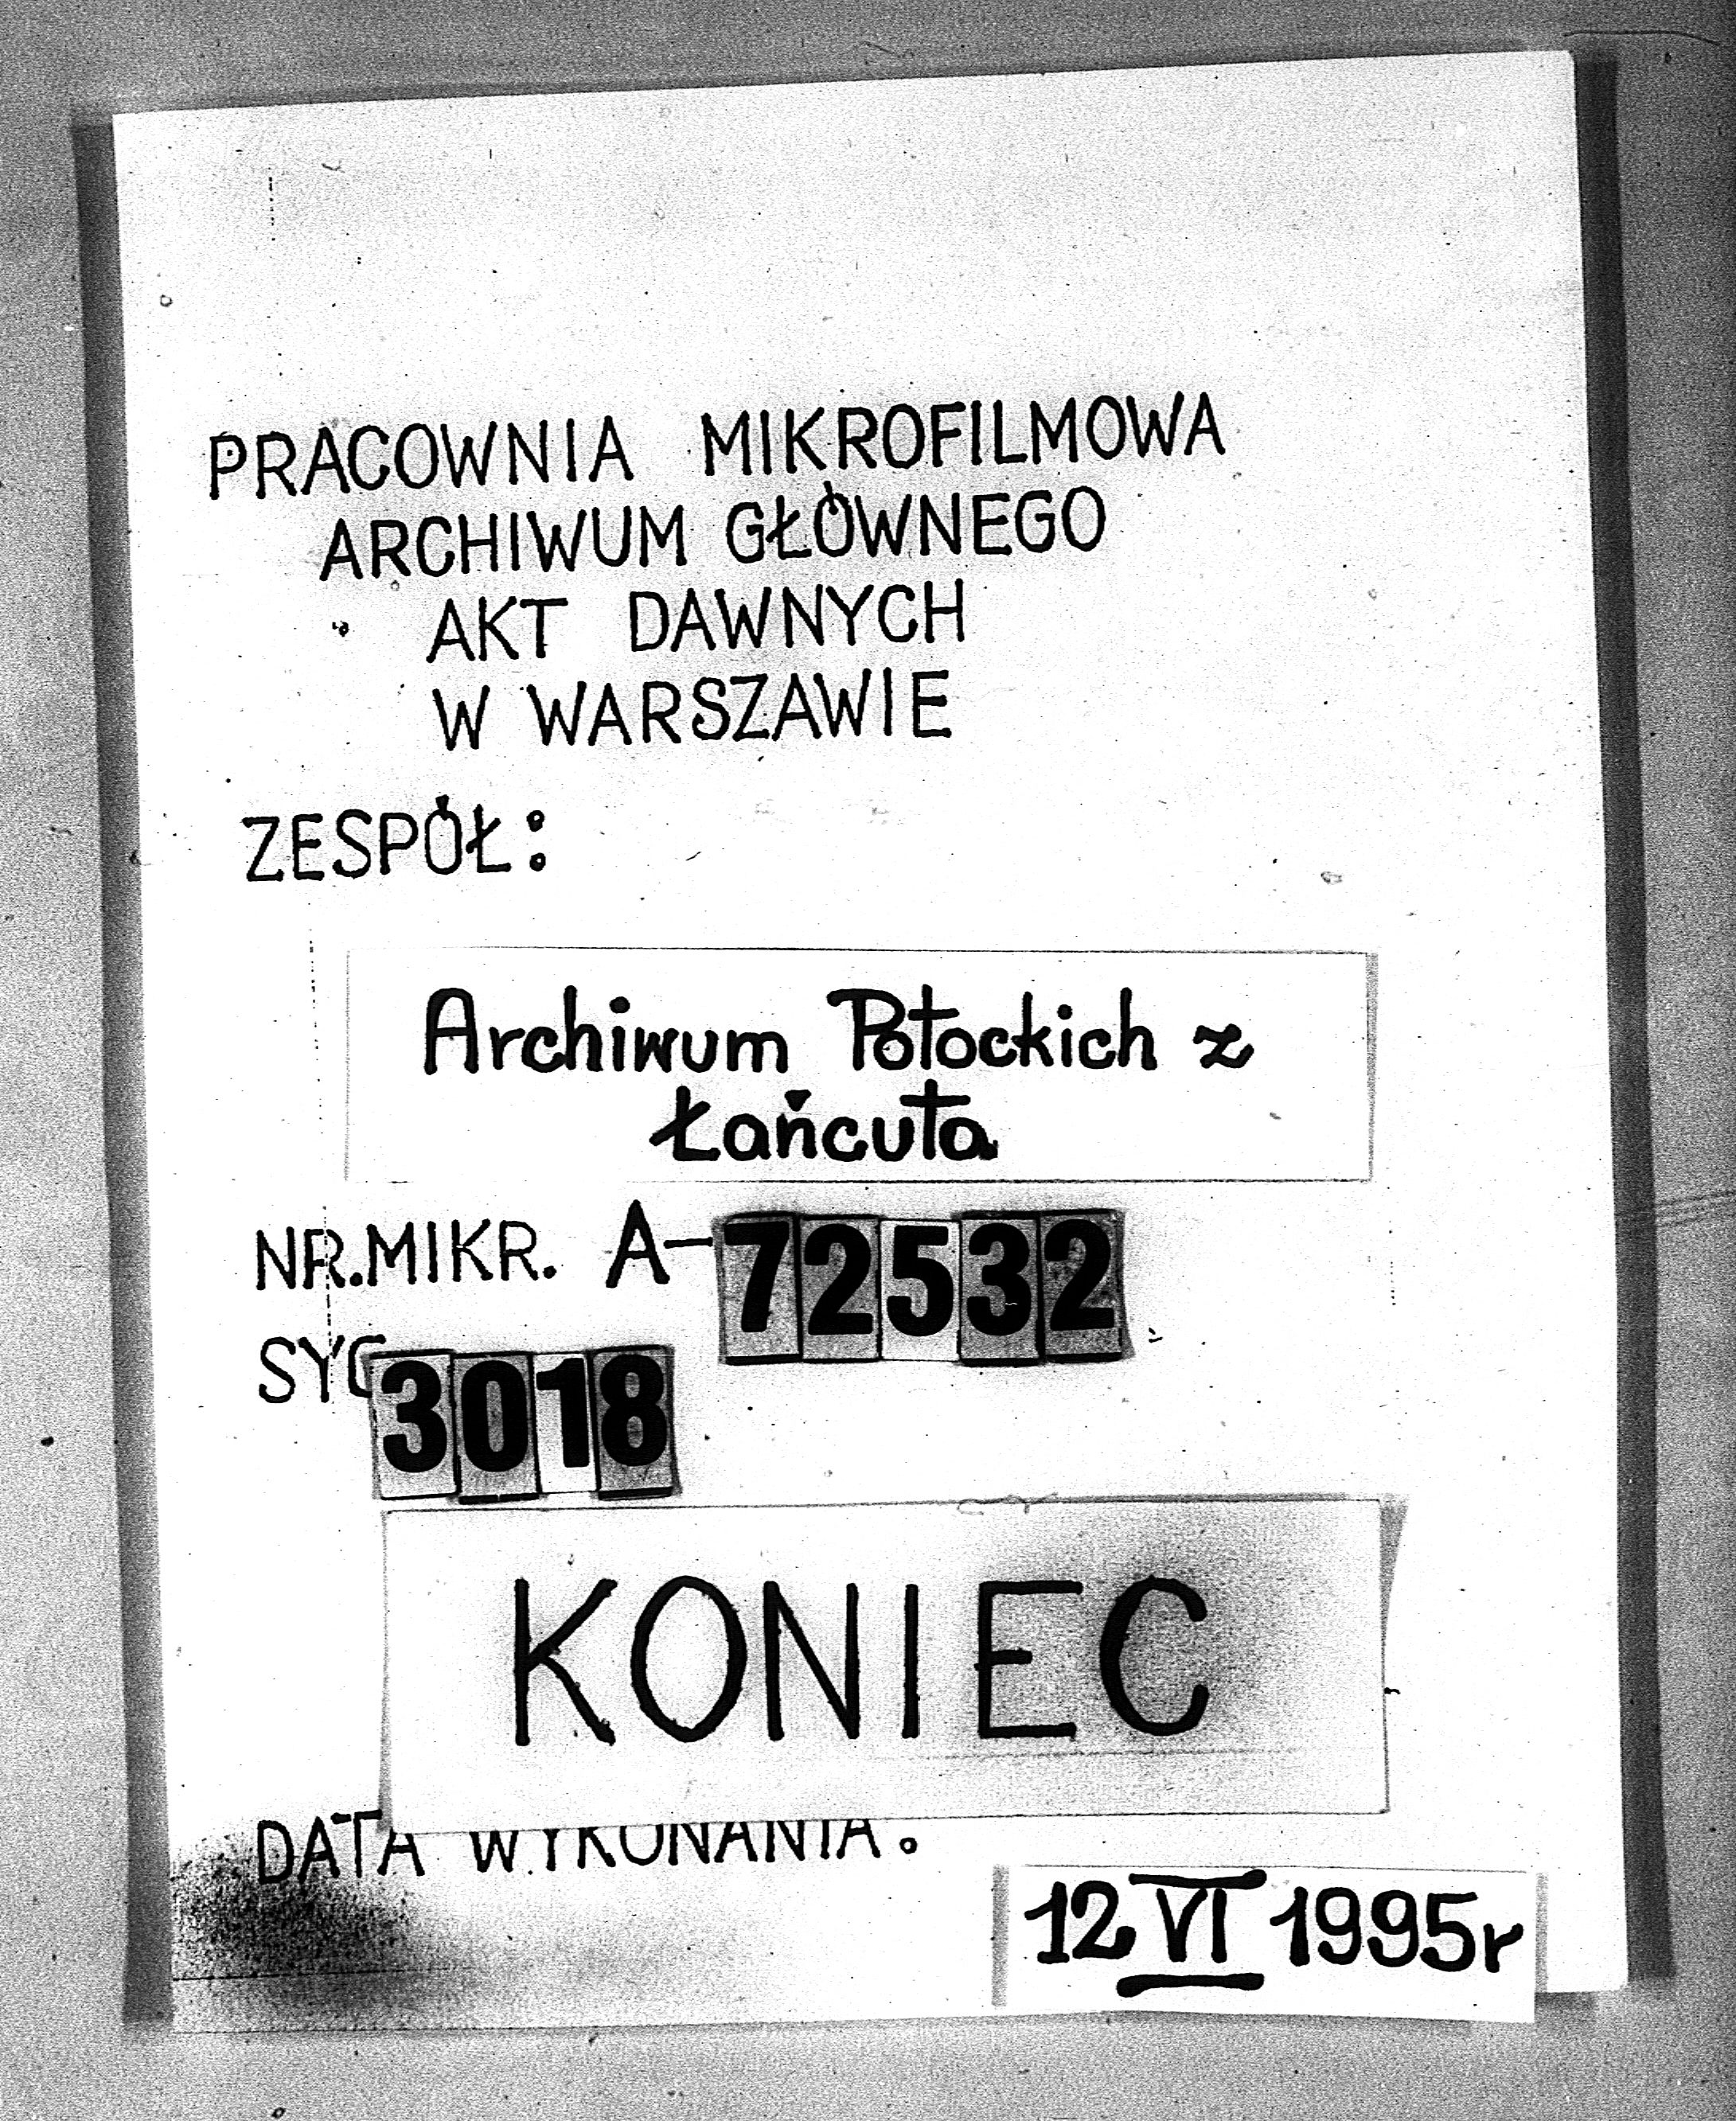 PRACOWNIA MIKROFILMOWA
ARCHIWUM GŁÓWNEGO
AKT DAWNYCH
W WARSZAWIE
ZESPÓŁ:
Archiwum Potockich z
Łańcuta
NR.MIKR. A-72532
SYG 3018
KONIEC
DATA WYKONANIA:
12 VI 1995r